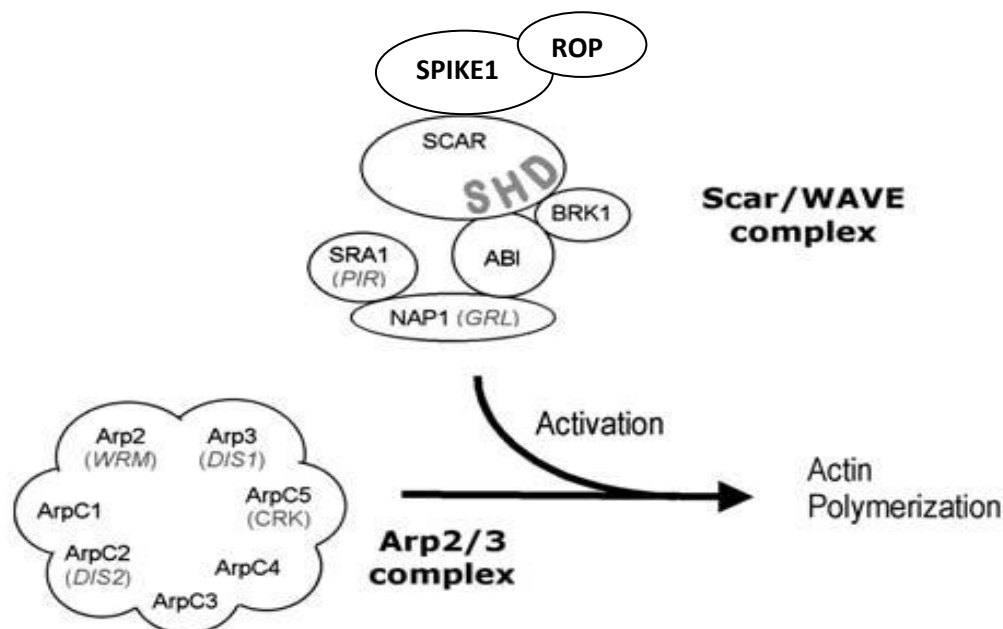 SPIKE1
ROP
SCAR
SHD
BRK1
Scar/WAVE
complex
SRA1
(PIR)
ABI
NAP1 (GRL)
Activation
Arp2
(WRM)
Arp3
(DIS1)
ArpC1
ArpC5
(CRK)
ArpC2
(DIS2)
ArpC4
ArpC3
Arp2/3
complex
Actin
Polymerization